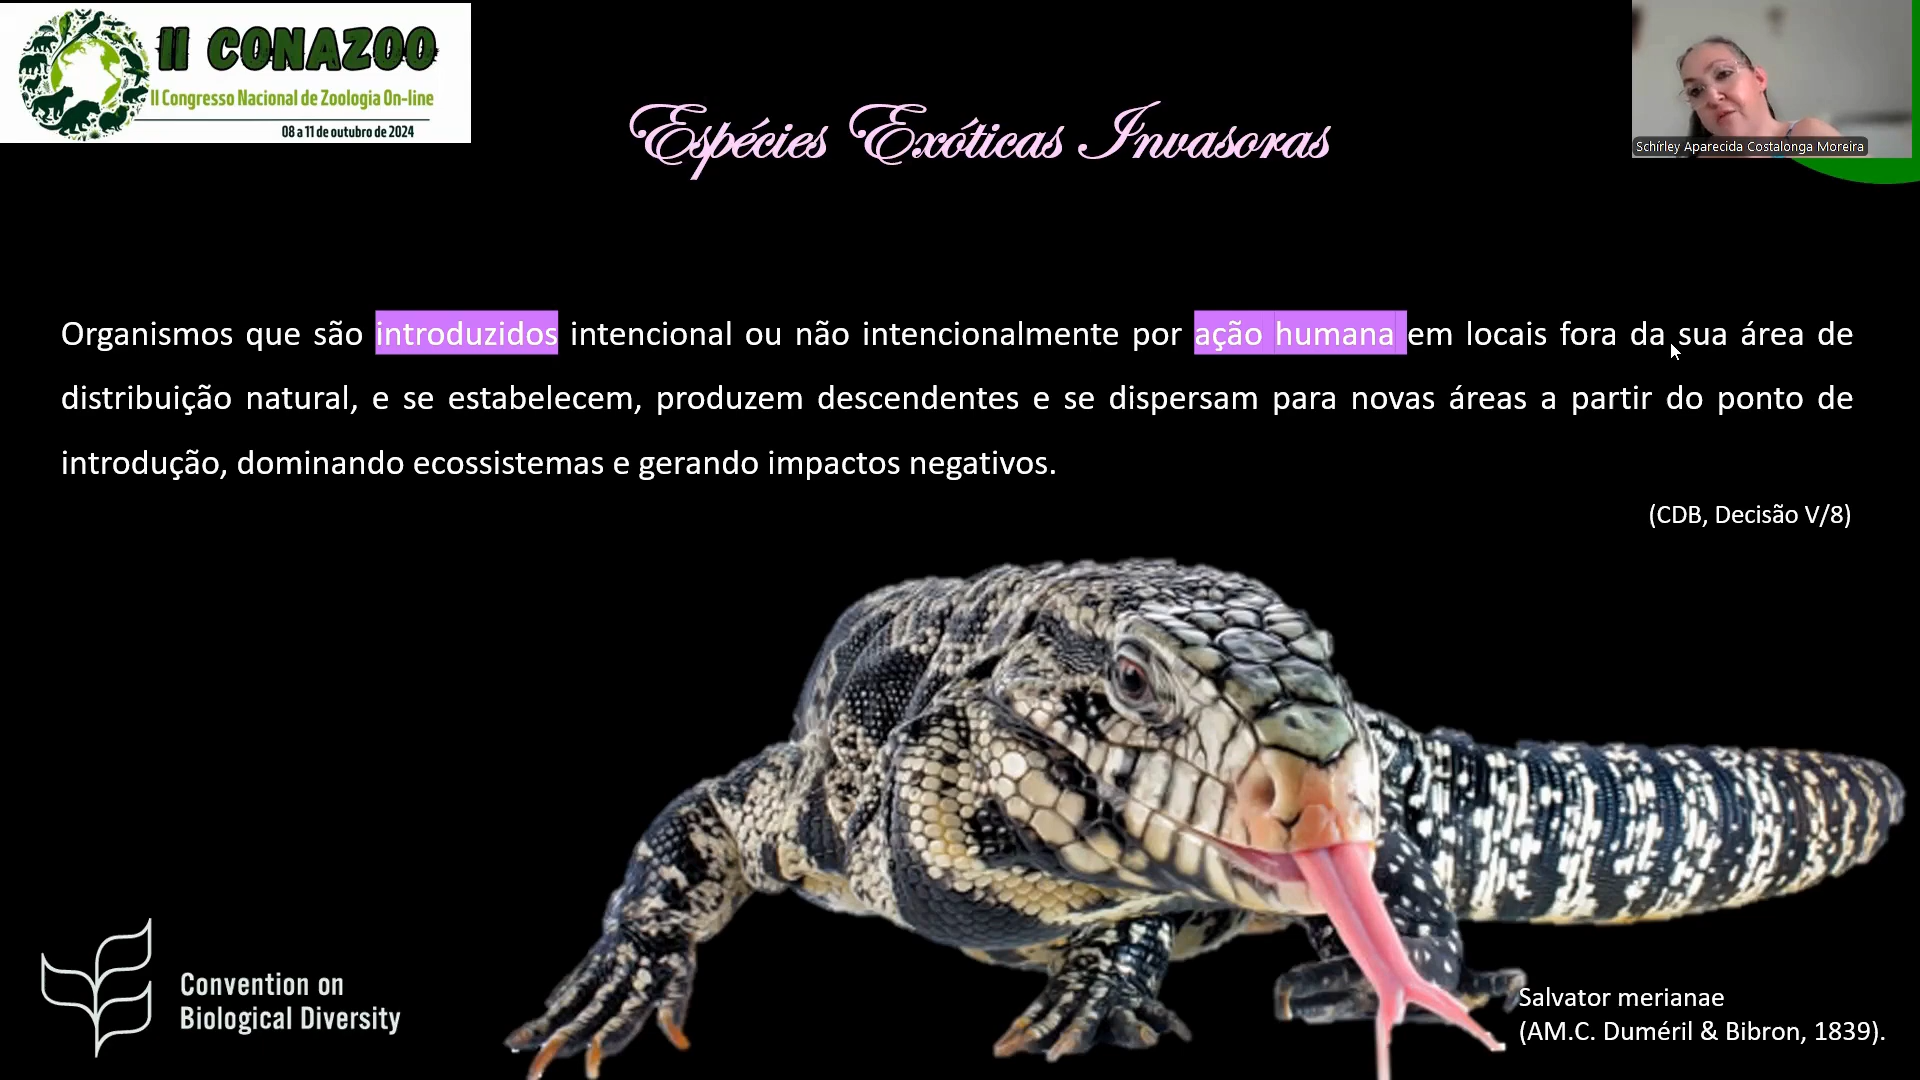 II CONAZOO
II Congresso Nacional de Zoologia On-line
08 a 11 de outubro de 2024
Schírley Aparecida Costalonga Moreira
Espécies Exóticas Invasoras
Organismos que são introduzidos intencional ou não intencionalmente por ação humana em locais fora da sua área de
distribuição natural, e se estabelecem, produzem descendentes e se dispersam para novas áreas a partir do ponto de
introdução, dominando ecossistemas e gerando impactos negativos.
(CDB, Decisão V/8)
Convention on
Biological Diversity
Salvator merianae
(AM.C. Duméril & Bibron, 1839).